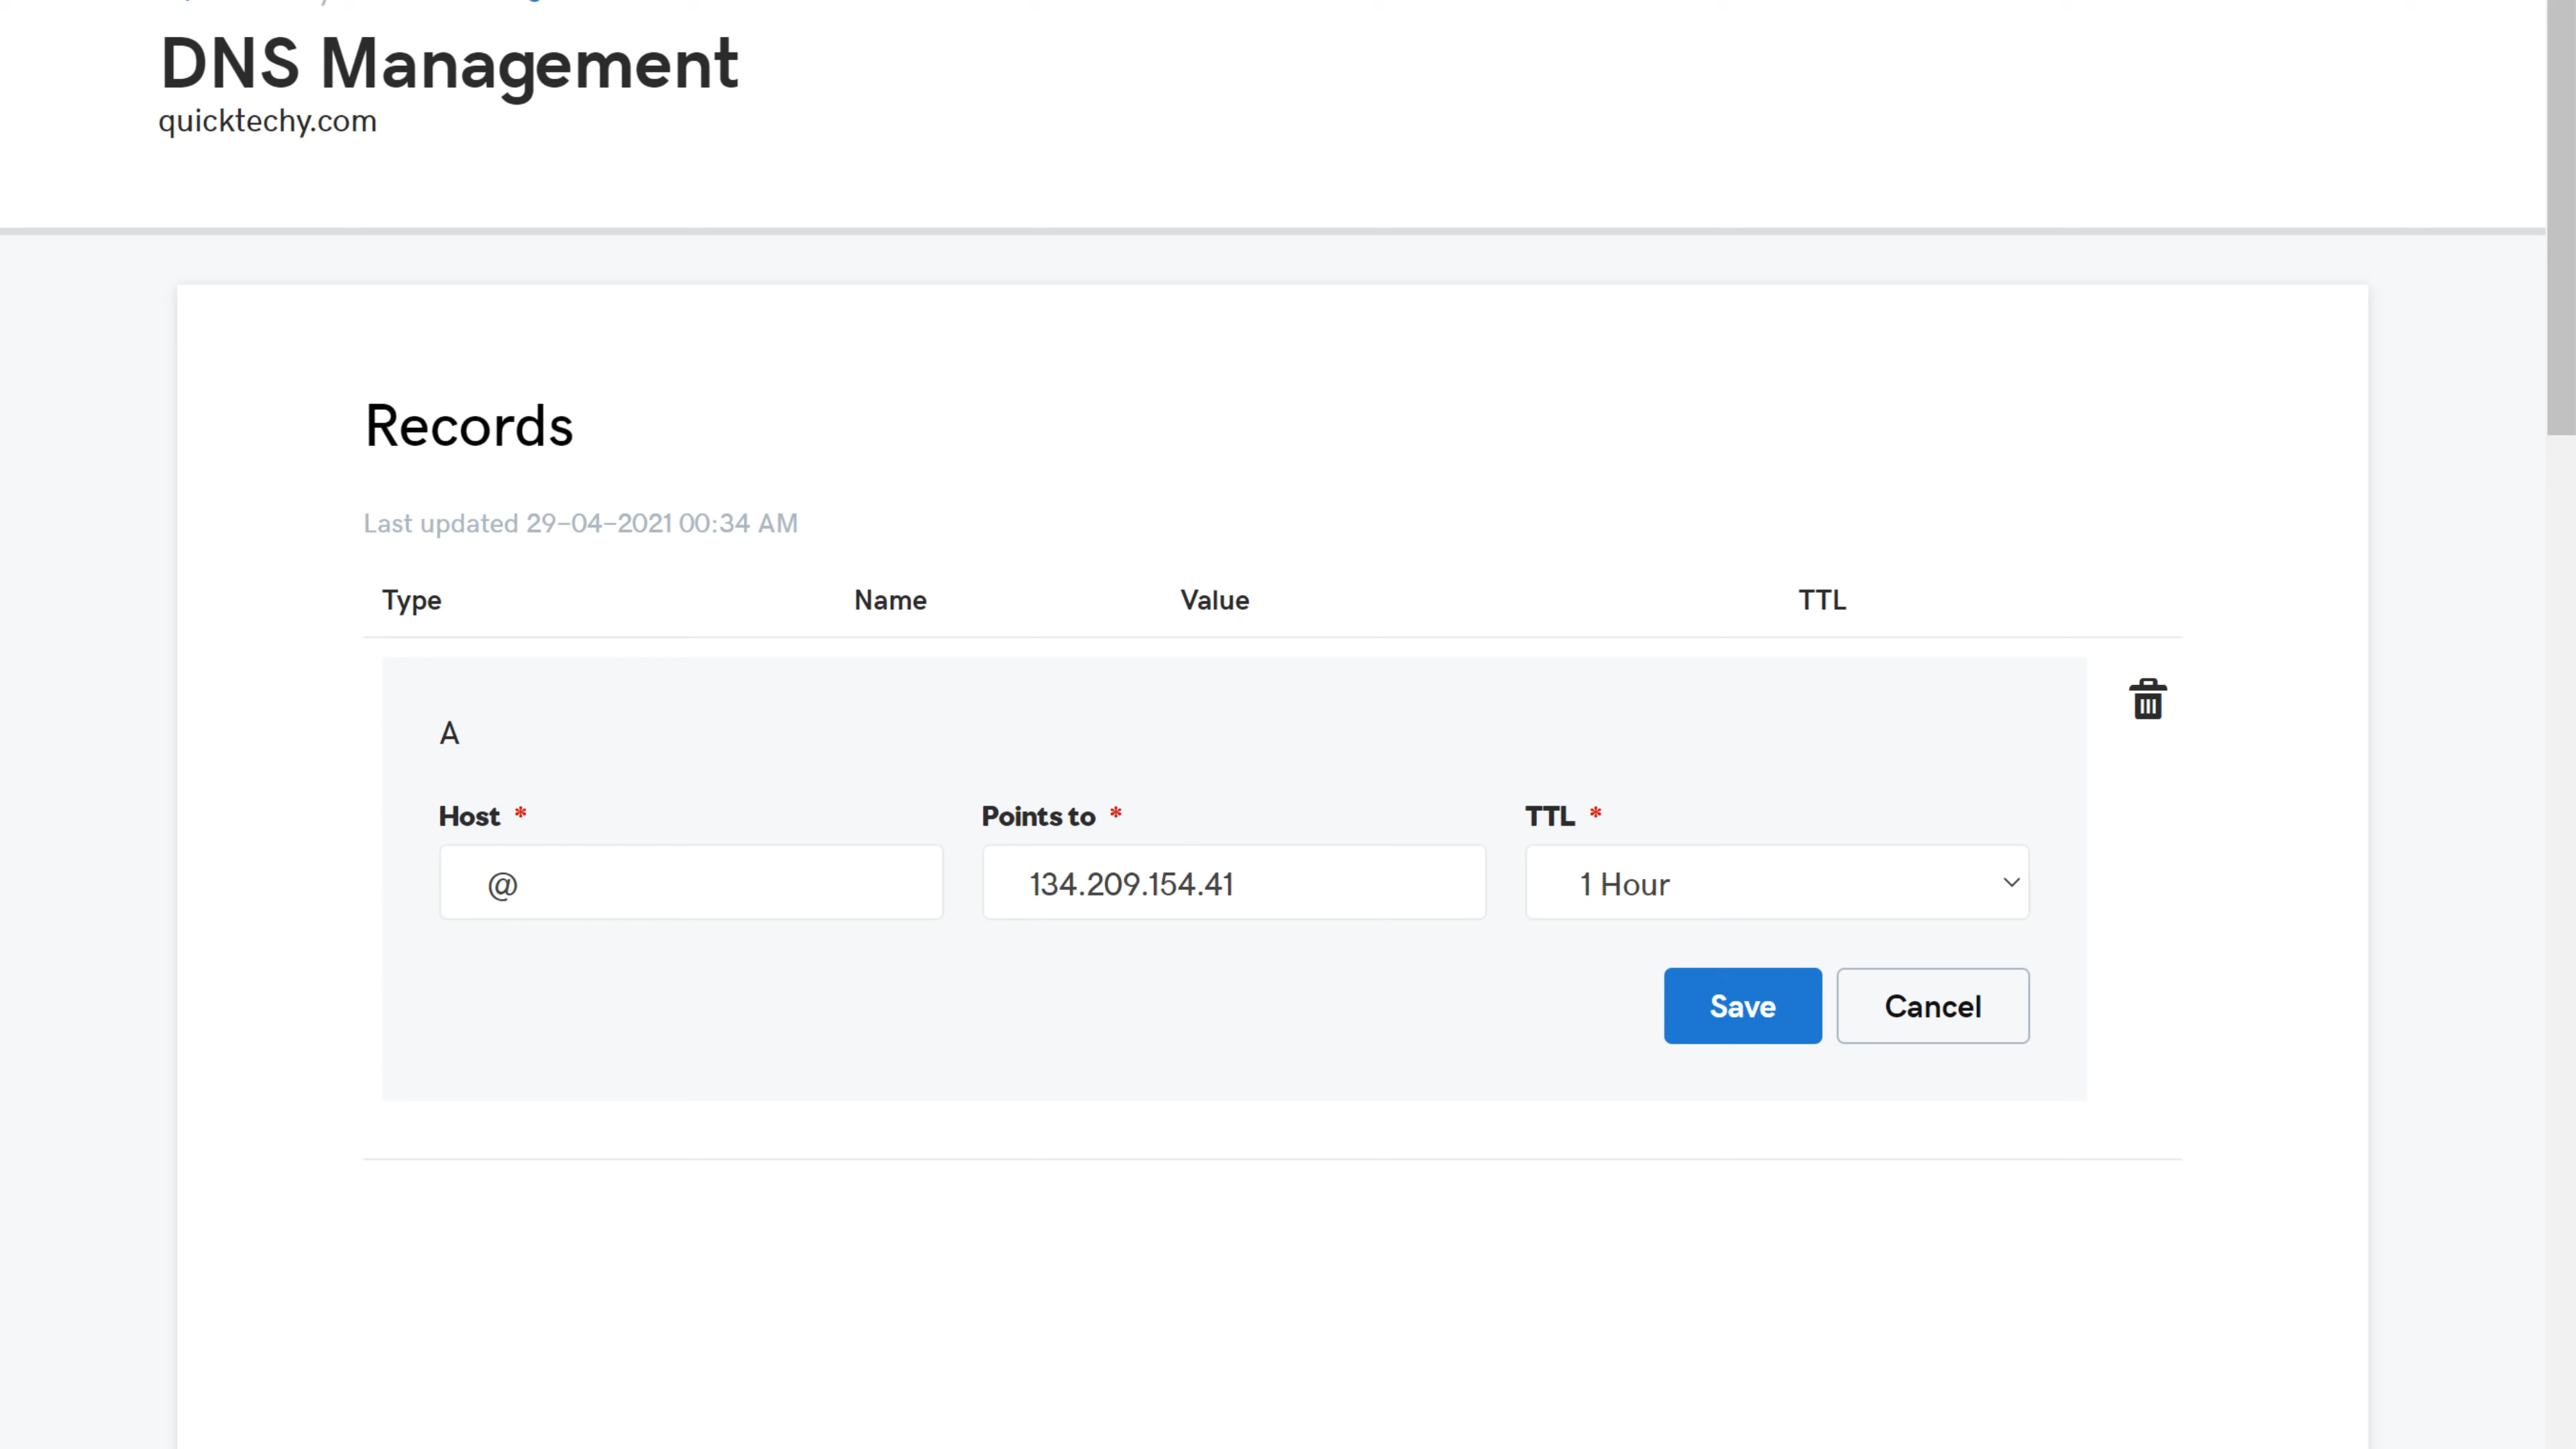 DNS Management
quicktechy.com
Records
Last updated 29-04-2021 00:34 AM
Type Name Value TTL
A
Host * Points to * TTL *
@ 134.209.154.41 1 Hour
Save Cancel